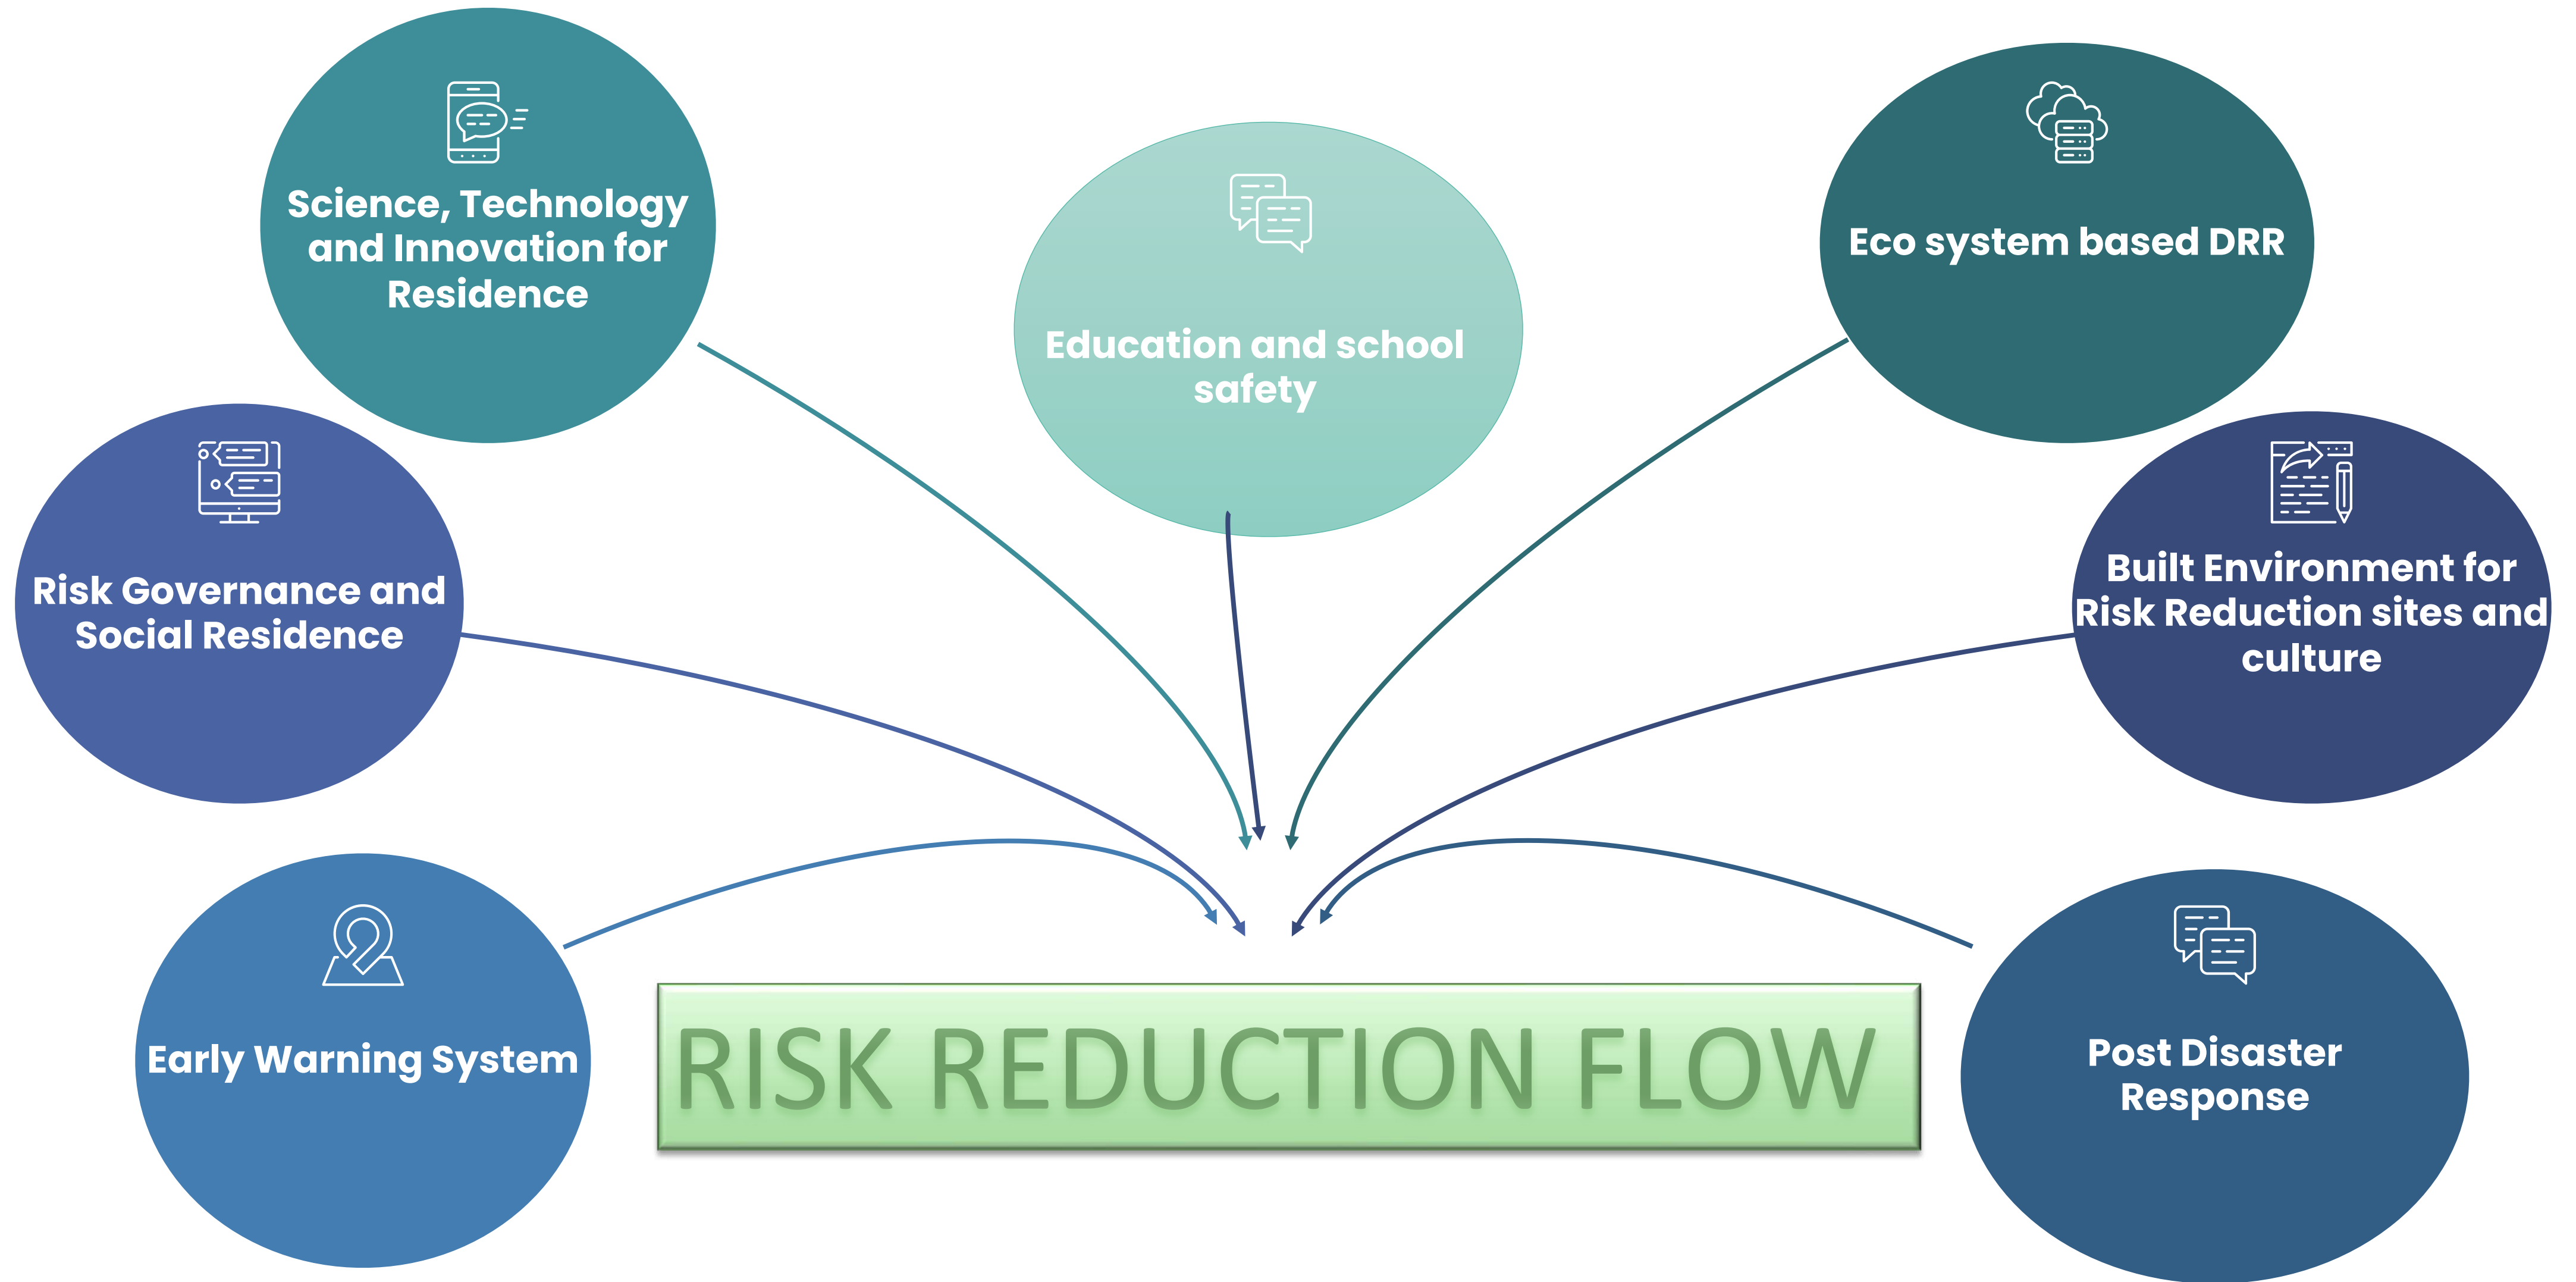 Science, Technology
and Innovation for
Residence
Education and school
safety
Eco system based DRR
Risk Governance and
Social Residence
Built Environment for
Risk Reduction sites and
culture
Early Warning System
Post Disaster
Response
RISK REDUCTION FLOW